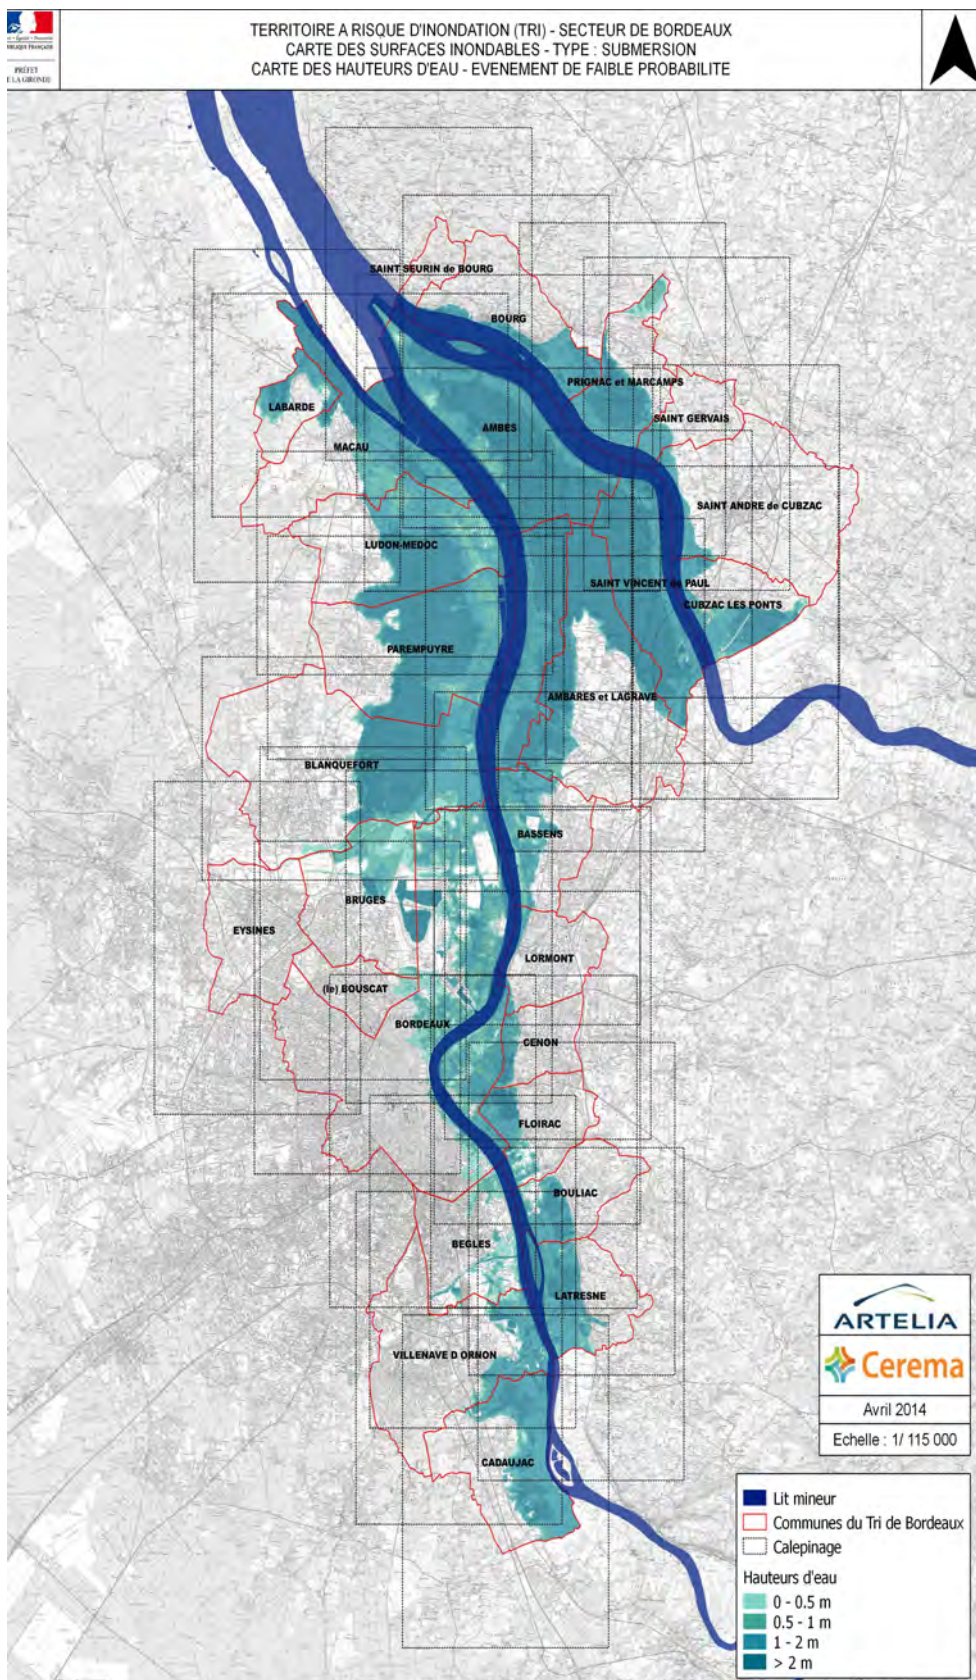 TERRITOIRE A RISQUE D'INONDATION (TRI) - SECTEUR DE BORDEAUX
CARTE DES SURFACES INONDABLES - TYPE : SUBMERSION
CARTE DES HAUTEURS D'EAU - EVENEMENT DE FAIBLE PROBABILITE
PRÉFET
DE LA GIRONDE
SAINT SEURIN de BOURG
BOURG
PRIGNAC et MARCAMPS
LABARDE
SAINT GERVAIS
AMBES
MACAU
SAINT ANDRE de CUBZAC
LUDON-MEDOC
SAINT VINCENT de PAUL
CUBZAC LES PONTS
PAREMPUYRE
AMBARES et LAGRAVE
BLANQUEFORT
BASSENS
BRUGES
EYSINES
LORMONT
(le) BOUSCAT
BORDEAUX
CENON
FLOIRAC
BOULIAC
BEGLES
LATRESNE
VILLENAVE D ORNON
CADAUJAC
ARTELIA
Cerema
Avril 2014
Echelle : 1/ 115 000
Lit mineur
Communes du Tri de Bordeaux
Calepinage
Hauteurs d'eau
0 - 0.5 m
0.5 - 1 m
1 - 2 m
> 2 m